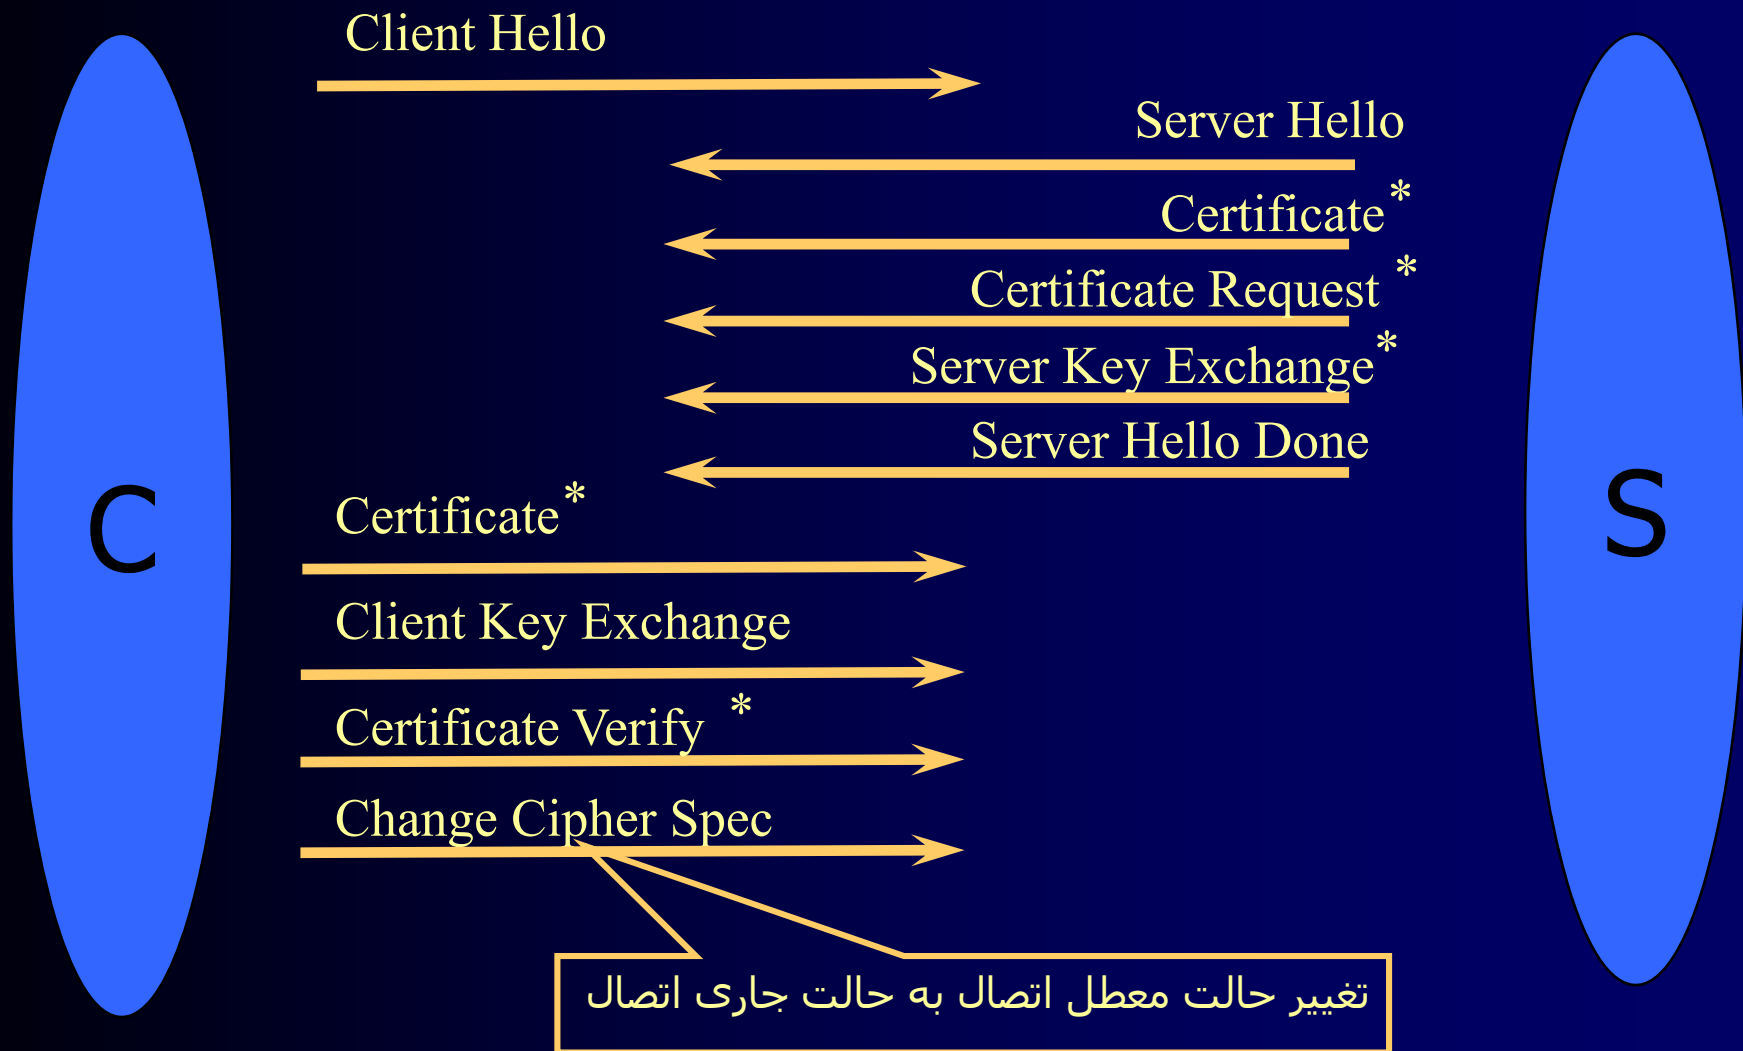 Client Hello
Server Hello
Certificate*
Certificate Request *
Server Key Exchange*
Server Hello Done
C
S
Certificate*
Client Key Exchange
Certificate Verify *
Change Cipher Spec
تغییر حالت معطل اتصال به حالت جاری اتصال